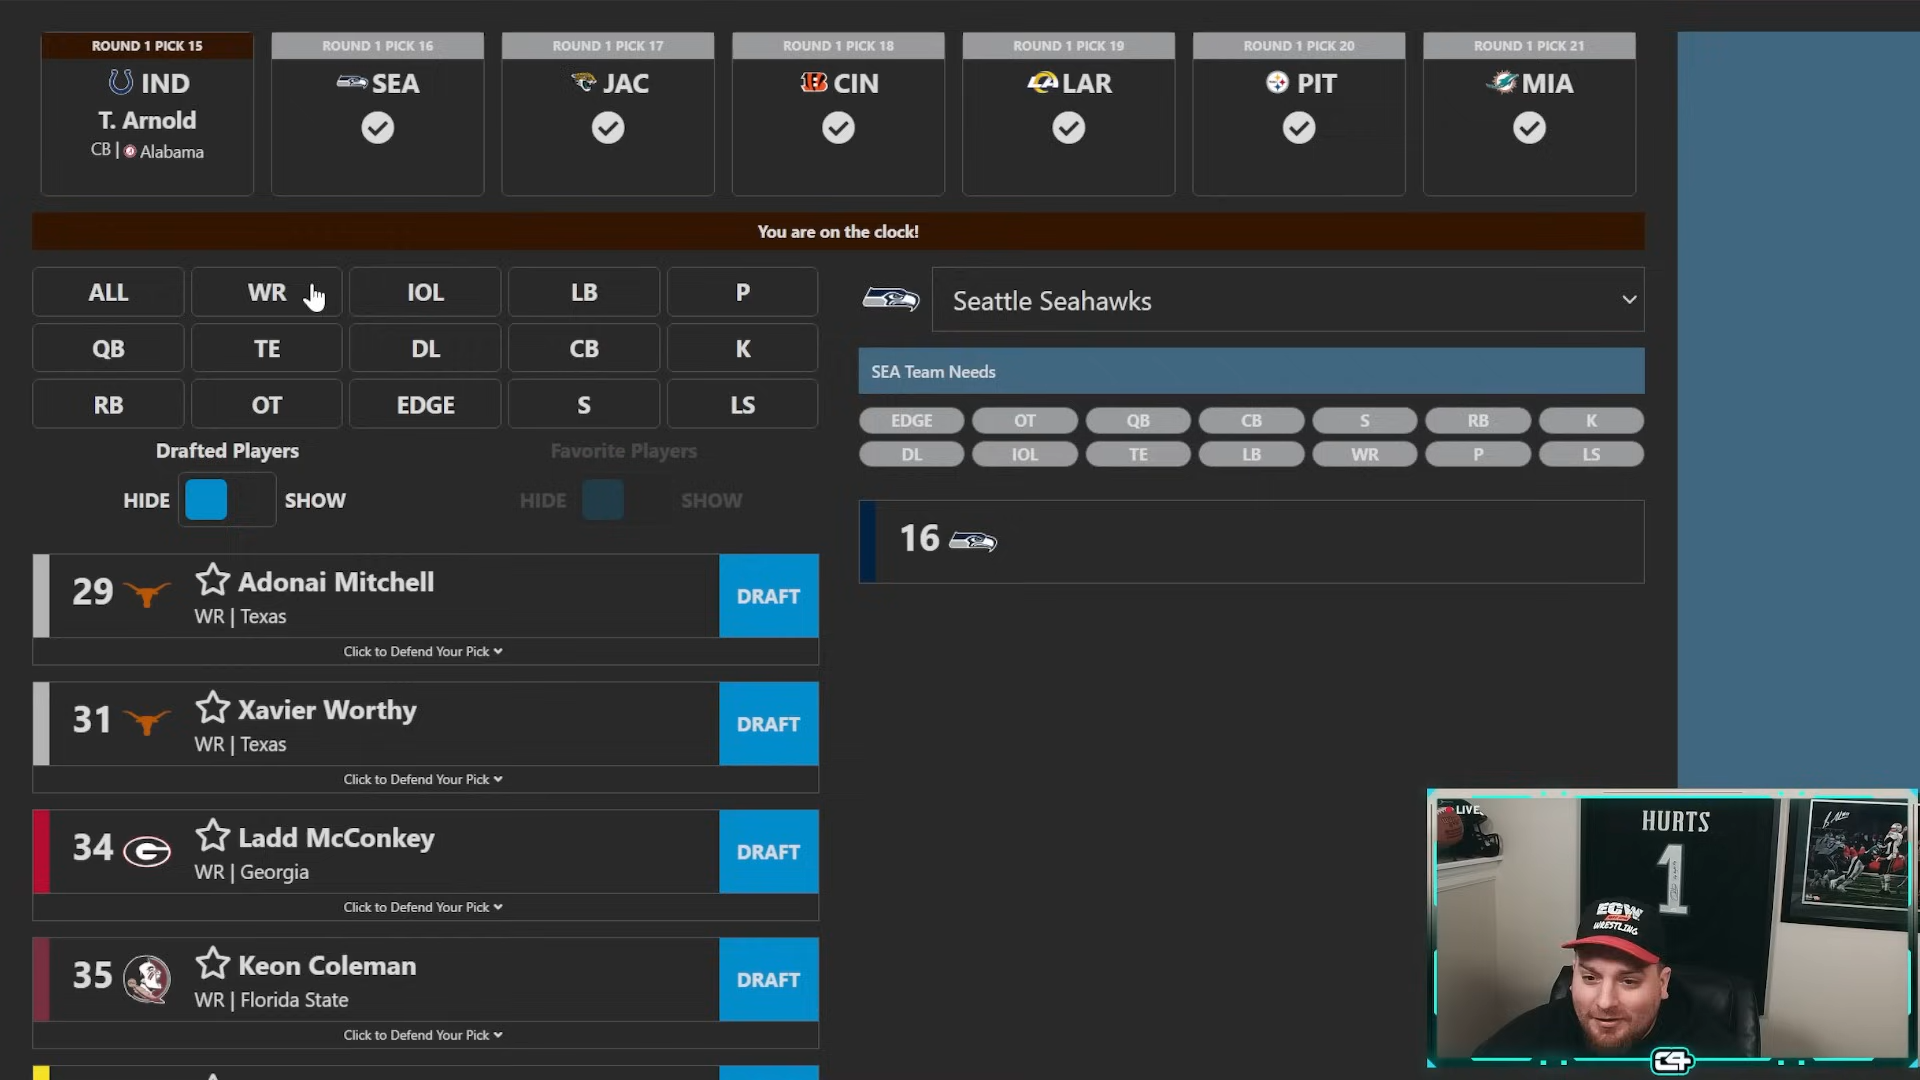 ROUND 1 PICK 15
IND
T. Arnold
CB | Alabama
ROUND 1 PICK 16
SEA
ROUND 1 PICK 17
JAC
ROUND 1 PICK 18
CIN
ROUND 1 PICK 19
LAR
ROUND 1 PICK 20
PIT
ROUND 1 PICK 21
MIA
You are on the clock!
ALL WR IOL LB P
QB TE DL CB K
RB OT EDGE S LS
Drafted Players
HIDE SHOW
Favorite Players
HIDE SHOW
29 Adonai Mitchell
WR | Texas
DRAFT
Click to Defend Your Pick
31 Xavier Worthy
WR | Texas
DRAFT
Click to Defend Your Pick
34 Ladd McConkey
WR | Georgia
DRAFT
Click to Defend Your Pick
35 Keon Coleman
WR | Florida State
DRAFT
Click to Defend Your Pick
Seattle Seahawks
SEA Team Needs
EDGE OT QB CB S RB K
DL IOL TE LB WR P LS
16
LIVE
HURTS
1
ECW
WRESTLING
C4